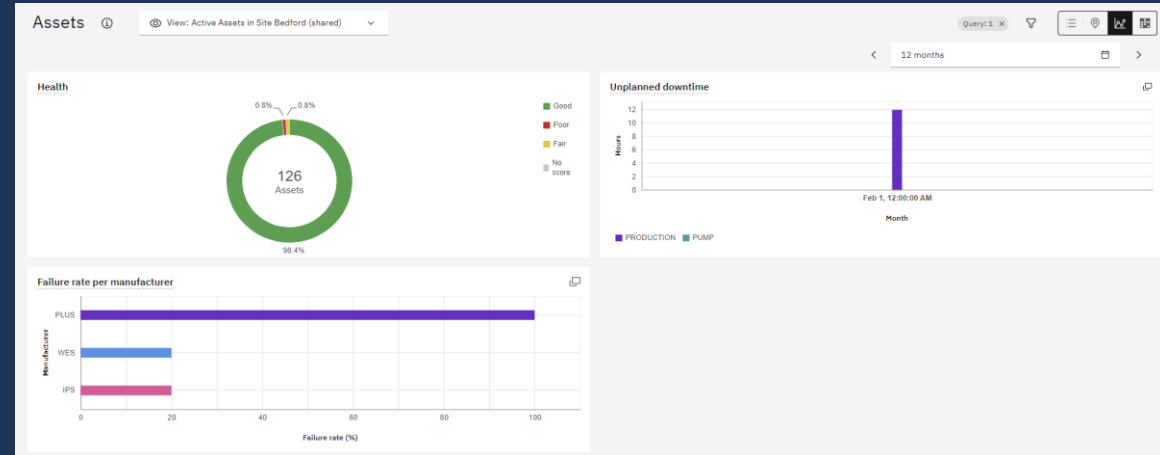 Assets
View: Active Assets in Site Bedford (shared)
Query: 1 ×
12 months
Health
0.8% 0.8%
126
Assets
98.4%
Good
Poor
Fair
No
score
Unplanned downtime
12
10
8
6
4
2
0
Hours
Feb 1, 12:00:00 AM
Month
PRODUCTION PUMP
Failure rate per manufacturer
Manufacturer
PLUS
WES
IPS
0 20 40 60 80 100
Failure rate (%)